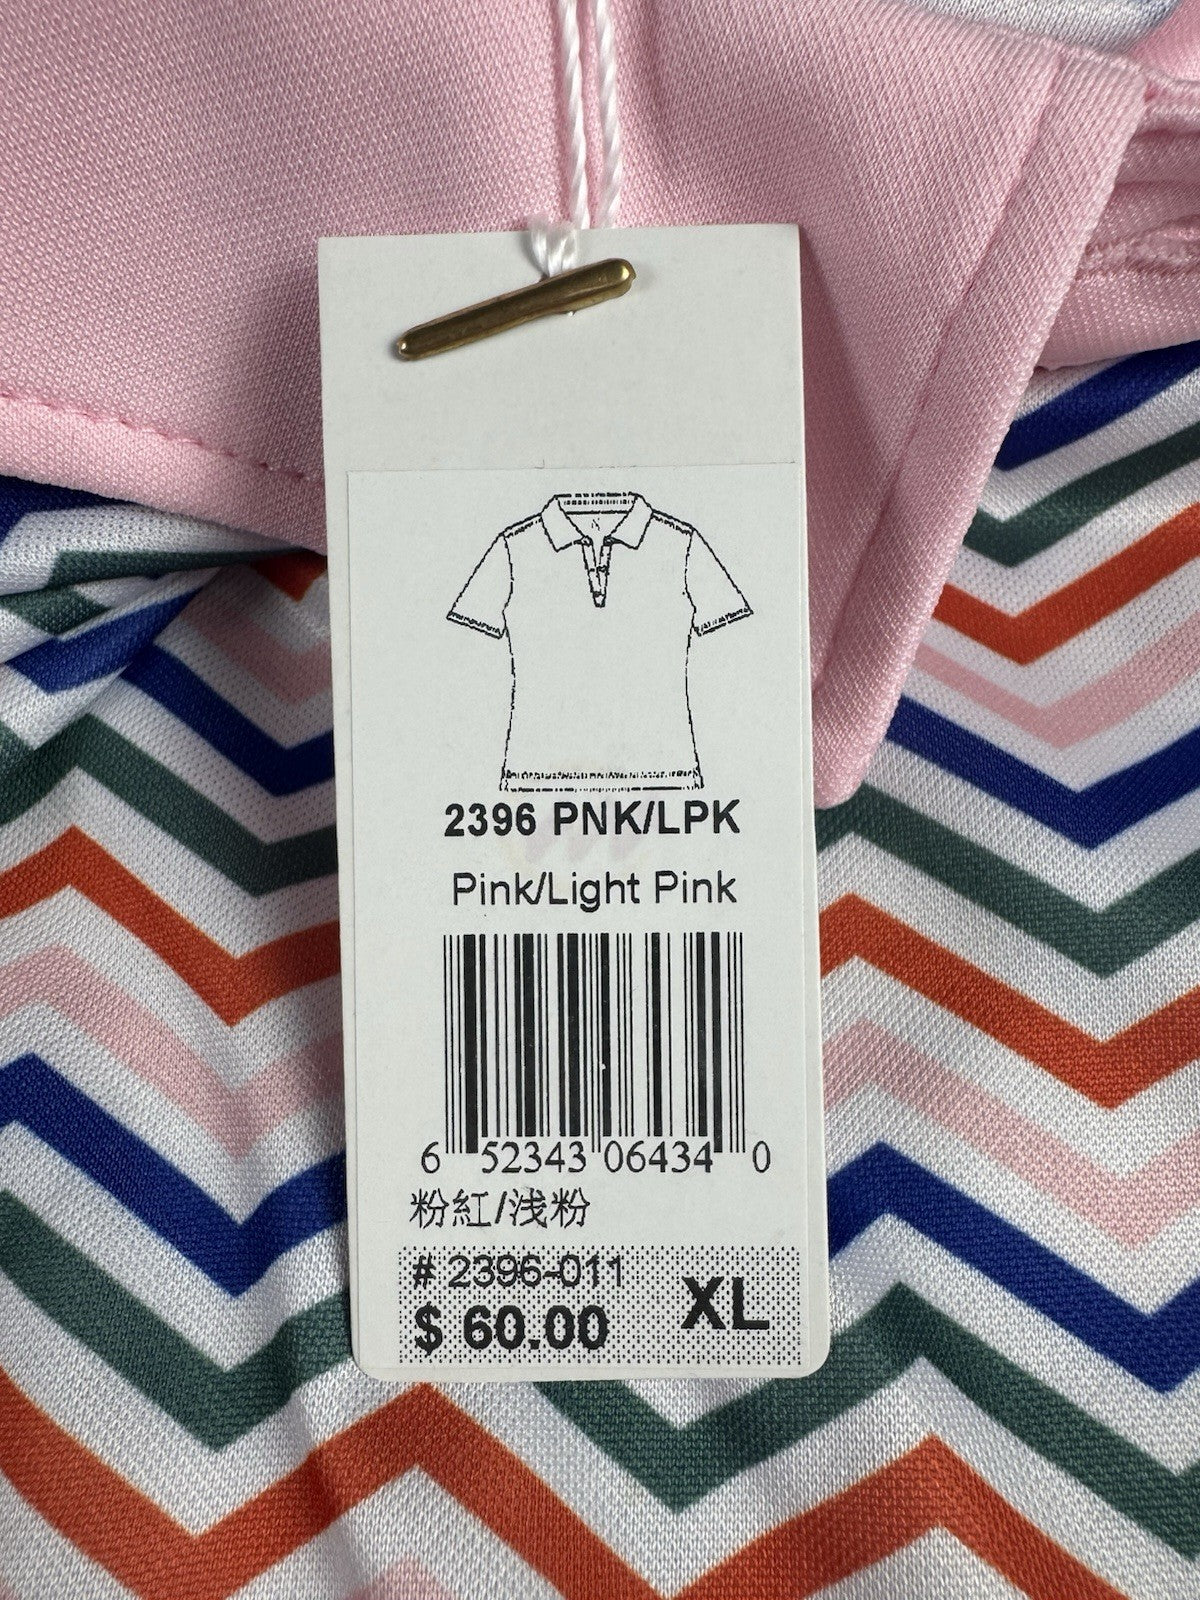 2396 PNK/LPK
Pink/Light Pink
6 52343 06434 0
粉紅/浅粉
# 2396-011
$ 60.00 XL